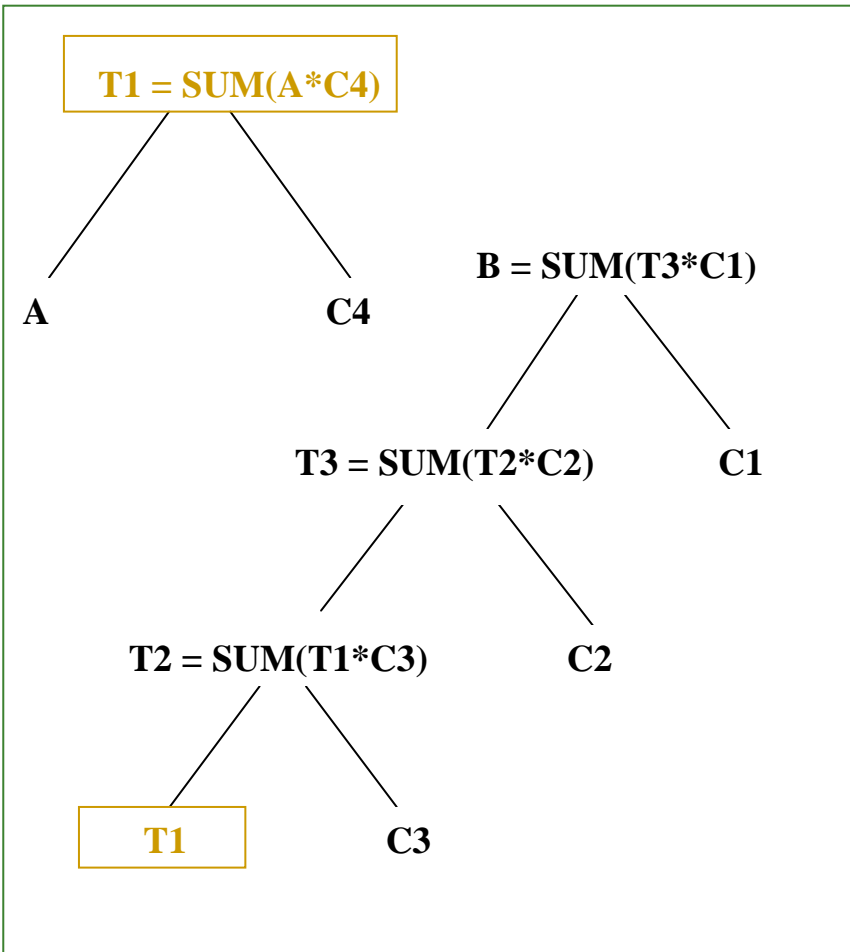 T1 = SUM(A*C4)
A
C4
B = SUM(T3*C1)
T3 = SUM(T2*C2)
C1
T2 = SUM(T1*C3)
C2
T1
C3